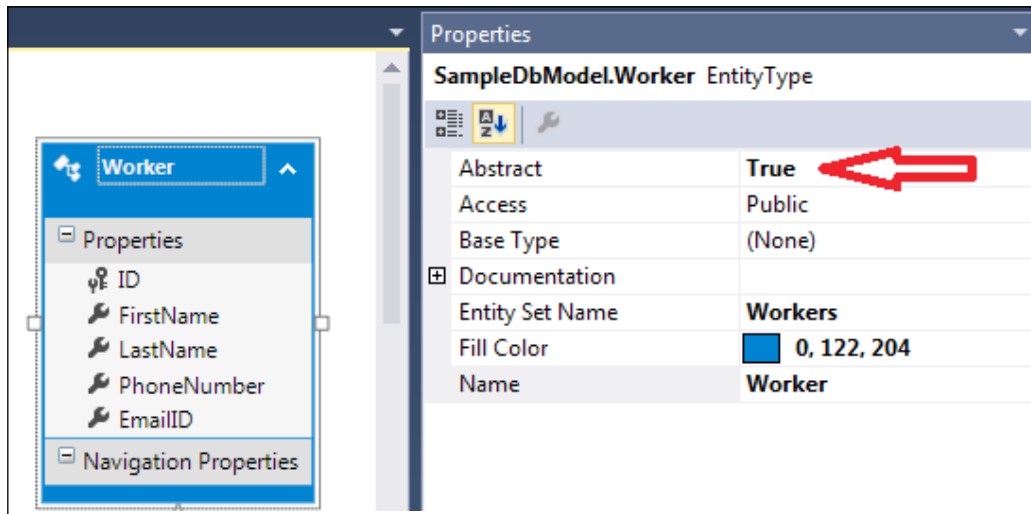 Worker
Properties
ID
FirstName
LastName
PhoneNumber
EmailID
Navigation Properties
Properties
SampleDbModel.Worker EntityType
Abstract True
Access Public
Base Type (None)
Documentation
Entity Set Name Workers
Fill Color 0, 122, 204
Name Worker